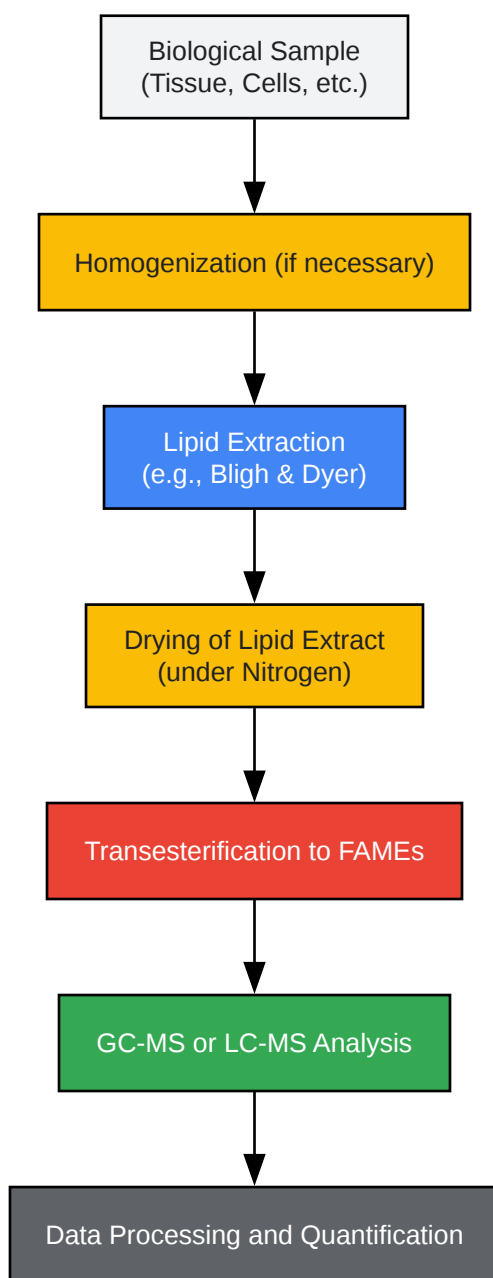 Biological Sample
(Tissue, Cells, etc.)
Homogenization (if necessary)
Lipid Extraction
(e.g., Bligh & Dyer)
Drying of Lipid Extract
(under Nitrogen)
Transesterification to FAMEs
GC-MS or LC-MS Analysis
Data Processing and Quantification